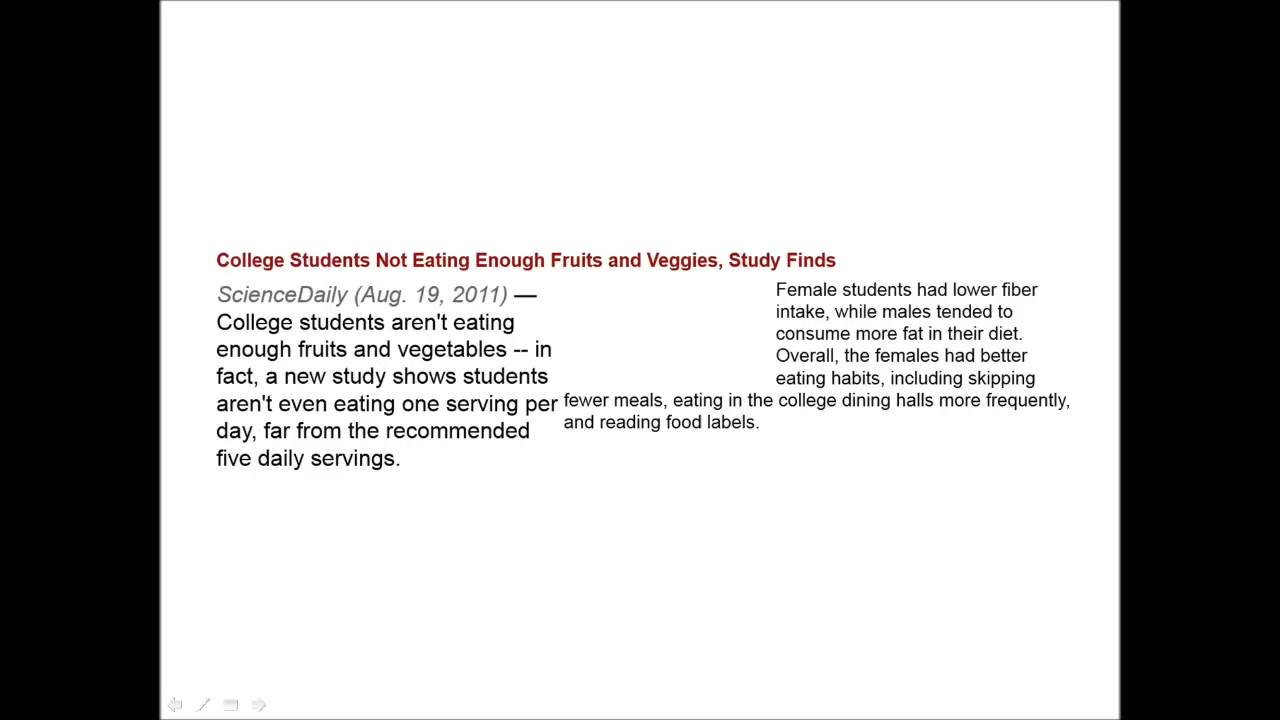 College Students Not Eating Enough Fruits and Veggies, Study Finds
ScienceDaily (Aug. 19, 2011) —
College students aren't eating
enough fruits and vegetables -- in
fact, a new study shows students
aren't even eating one serving per
day, far from the recommended
five daily servings.
Female students had lower fiber
intake, while males tended to
consume more fat in their diet.
Overall, the females had better
eating habits, including skipping
fewer meals, eating in the college dining halls more frequently,
and reading food labels.